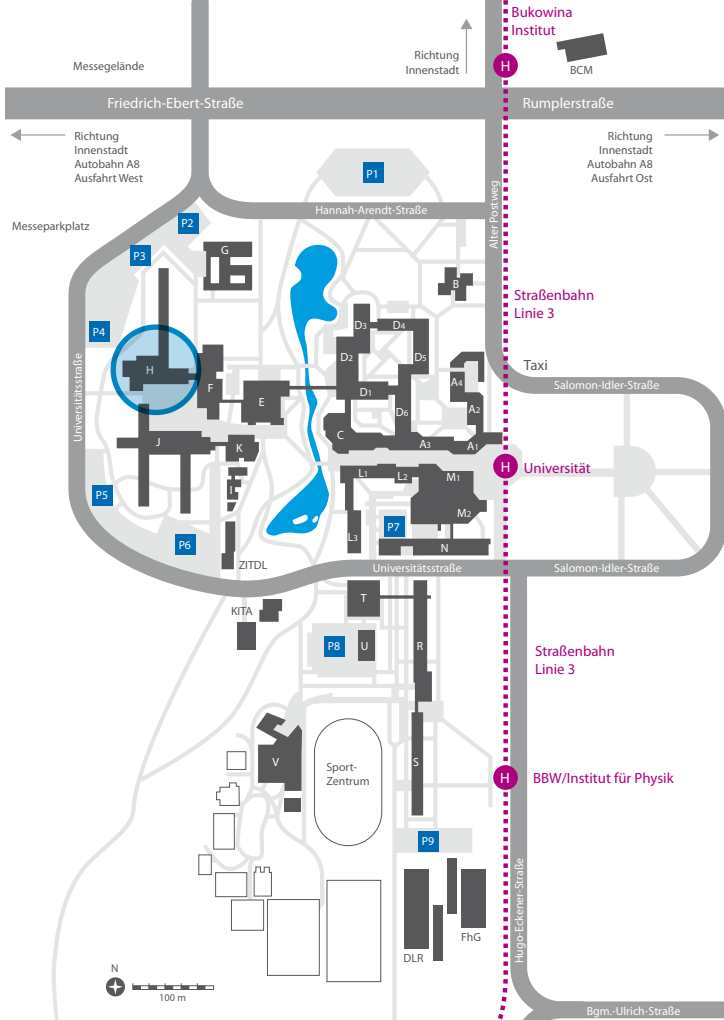 Bukowina
Institut
Messegelände
Richtung
Innenstadt
H
BCM
Friedrich-Ebert-Straße
Rumplerstraße
Richtung
Innenstadt
Autobahn A8
Ausfahrt West
Richtung
Innenstadt
Autobahn A8
Ausfahrt Ost
P1
Alter Postweg
Hannah-Arendt-Straße
Messeparkplatz
P2
P3
G
B
Straßenbahn
Linie 3
P4
D3
D4
D2
D5
Universitätsstraße
H
F
E
D1
D6
A4
A2
Taxi
Salomon-Idler-Straße
J
K
C
A3
A1
H
Universität
I
L1
L2
M1
M2
P5
P6
P7
L3
N
ZITDL
Universitätsstraße
Salomon-Idler-Straße
KITA
T
P8
U
R
Straßenbahn
Linie 3
V
Sport-
Zentrum
S
H
BBW/Institut für Physik
P9
Hugo-Eckener-Straße
DLR
FhG
N
100 m
Bgm.-Ulrich-Straße